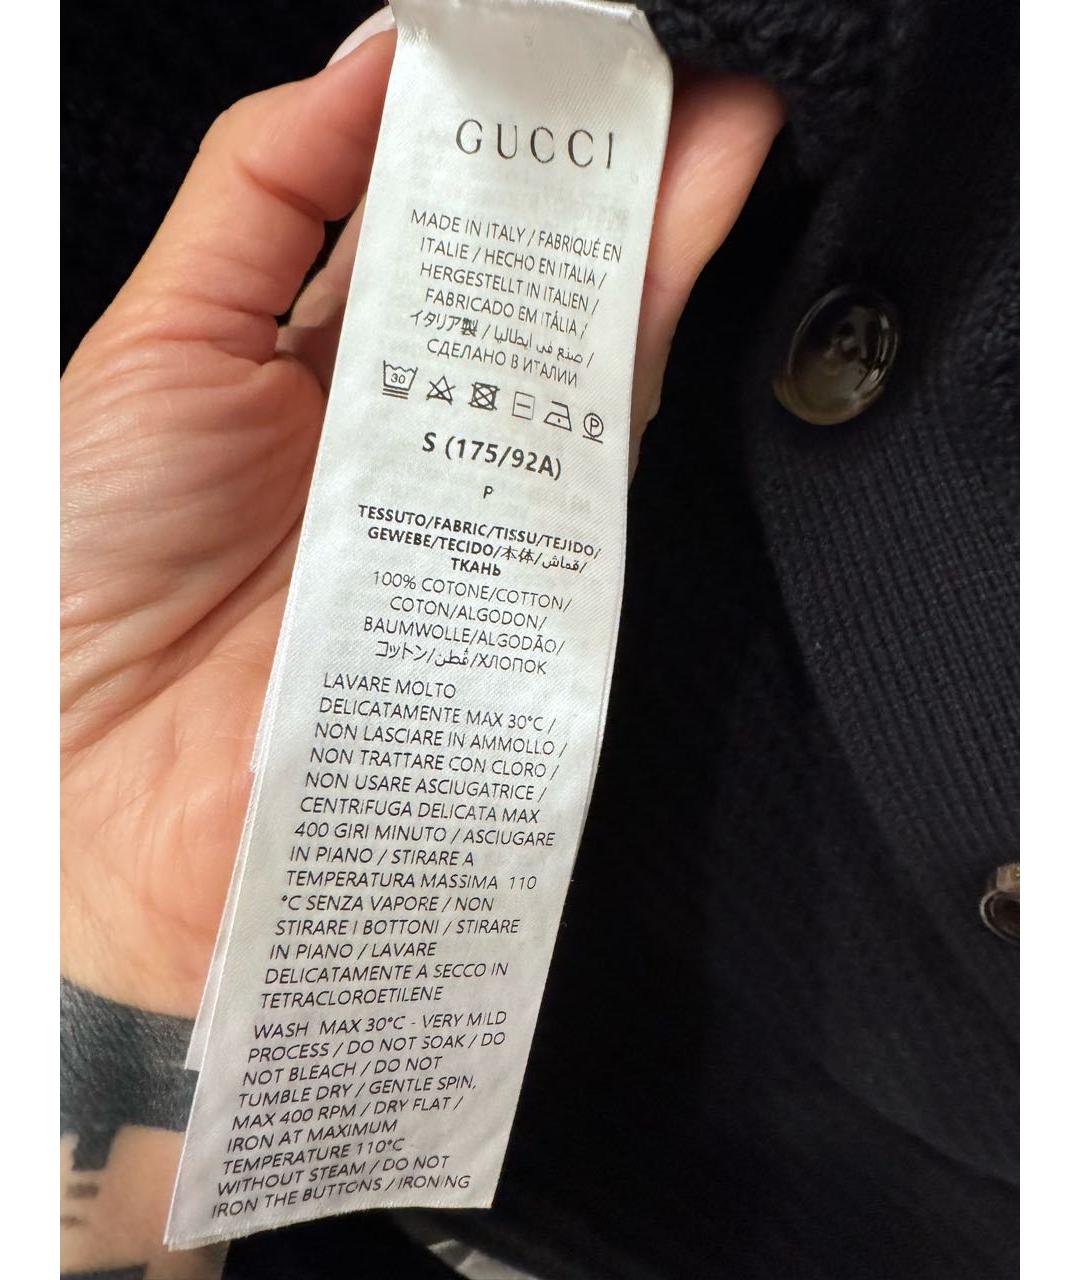 GUCCI
MADE IN ITALY / FABRIQUÉ EN
ITALIE / HECHO EN ITALIA /
HERGESTELLT IN ITALIEN /
FABRICADO EM ITÁLIA /
イタリア製 / صنع في ايطاليا /
СДЕЛАНО В ИТАЛИИ
30 P
S (175/92A)
P
TESSUTO/FABRIC/TISSU/TEJIDO/
GEWEBE/TECIDO/本体/قماش/
ТКАНЬ
100% COTONE/COTTON/
COTON/ALGODON/
BAUMWOLLE/ALGODÃO/
コットン/قُطن/ХЛОПОК
LAVARE MOLTO
DELICATAMENTE MAX 30°C /
NON LASCIARE IN AMMOLLO /
NON TRATTARE CON CLORO /
NON USARE ASCIUGATRICE /
CENTRIFUGA DELICATA MAX
400 GIRI MINUTO / ASCIUGARE
IN PIANO / STIRARE A
TEMPERATURA MASSIMA 110
°C SENZA VAPORE / NON
STIRARE I BOTTONI / STIRARE
IN PIANO / LAVARE
DELICATAMENTE A SECCO IN
TETRACLOROETILENE
WASH MAX 30°C - VERY MILD
PROCESS / DO NOT SOAK / DO
NOT BLEACH / DO NOT
TUMBLE DRY / GENTLE SPIN,
MAX 400 RPM / DRY FLAT /
IRON AT MAXIMUM
TEMPERATURE 110°C
WITHOUT STEAM / DO NOT
IRON THE BUTTONS / IRONING